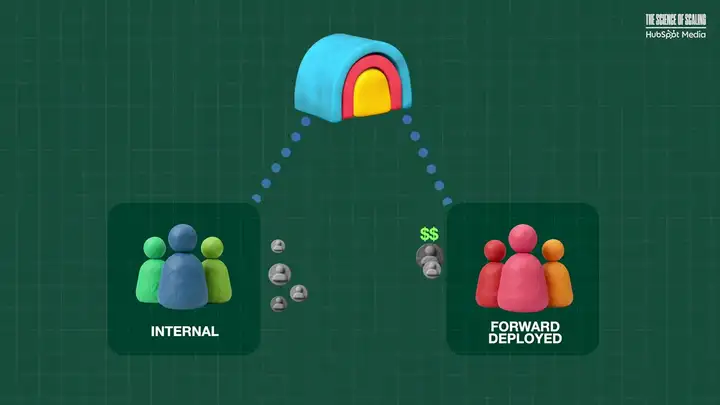 THE SCIENCE OF SCALING
HubSpot Media
$$
INTERNAL
FORWARD
DEPLOYED